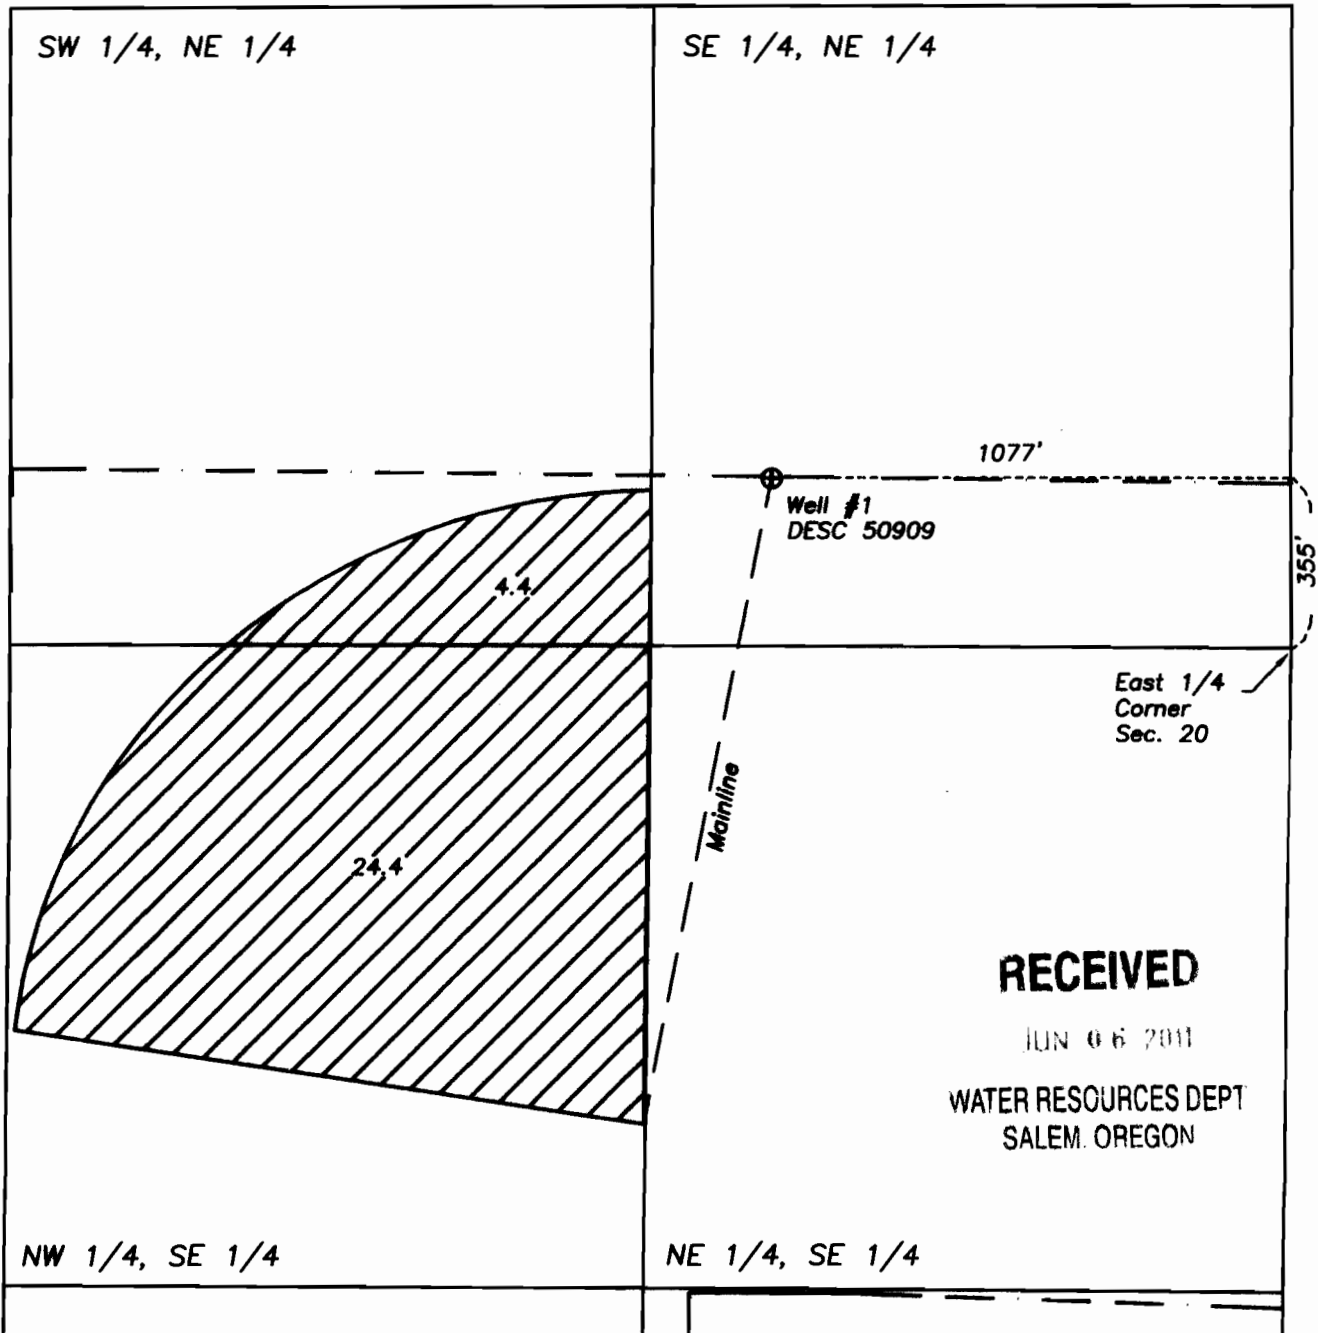 SW 1/4, NE 1/4
SE 1/4, NE 1/4
1077'
Well #1
DESC 50909
355'
4.4
East 1/4
Corner
Sec. 20
Mainline
24.4
RECEIVED
JUN 06 2011
WATER RESOURCES DEPT
SALEM. OREGON
NW 1/4, SE 1/4
NE 1/4, SE 1/4